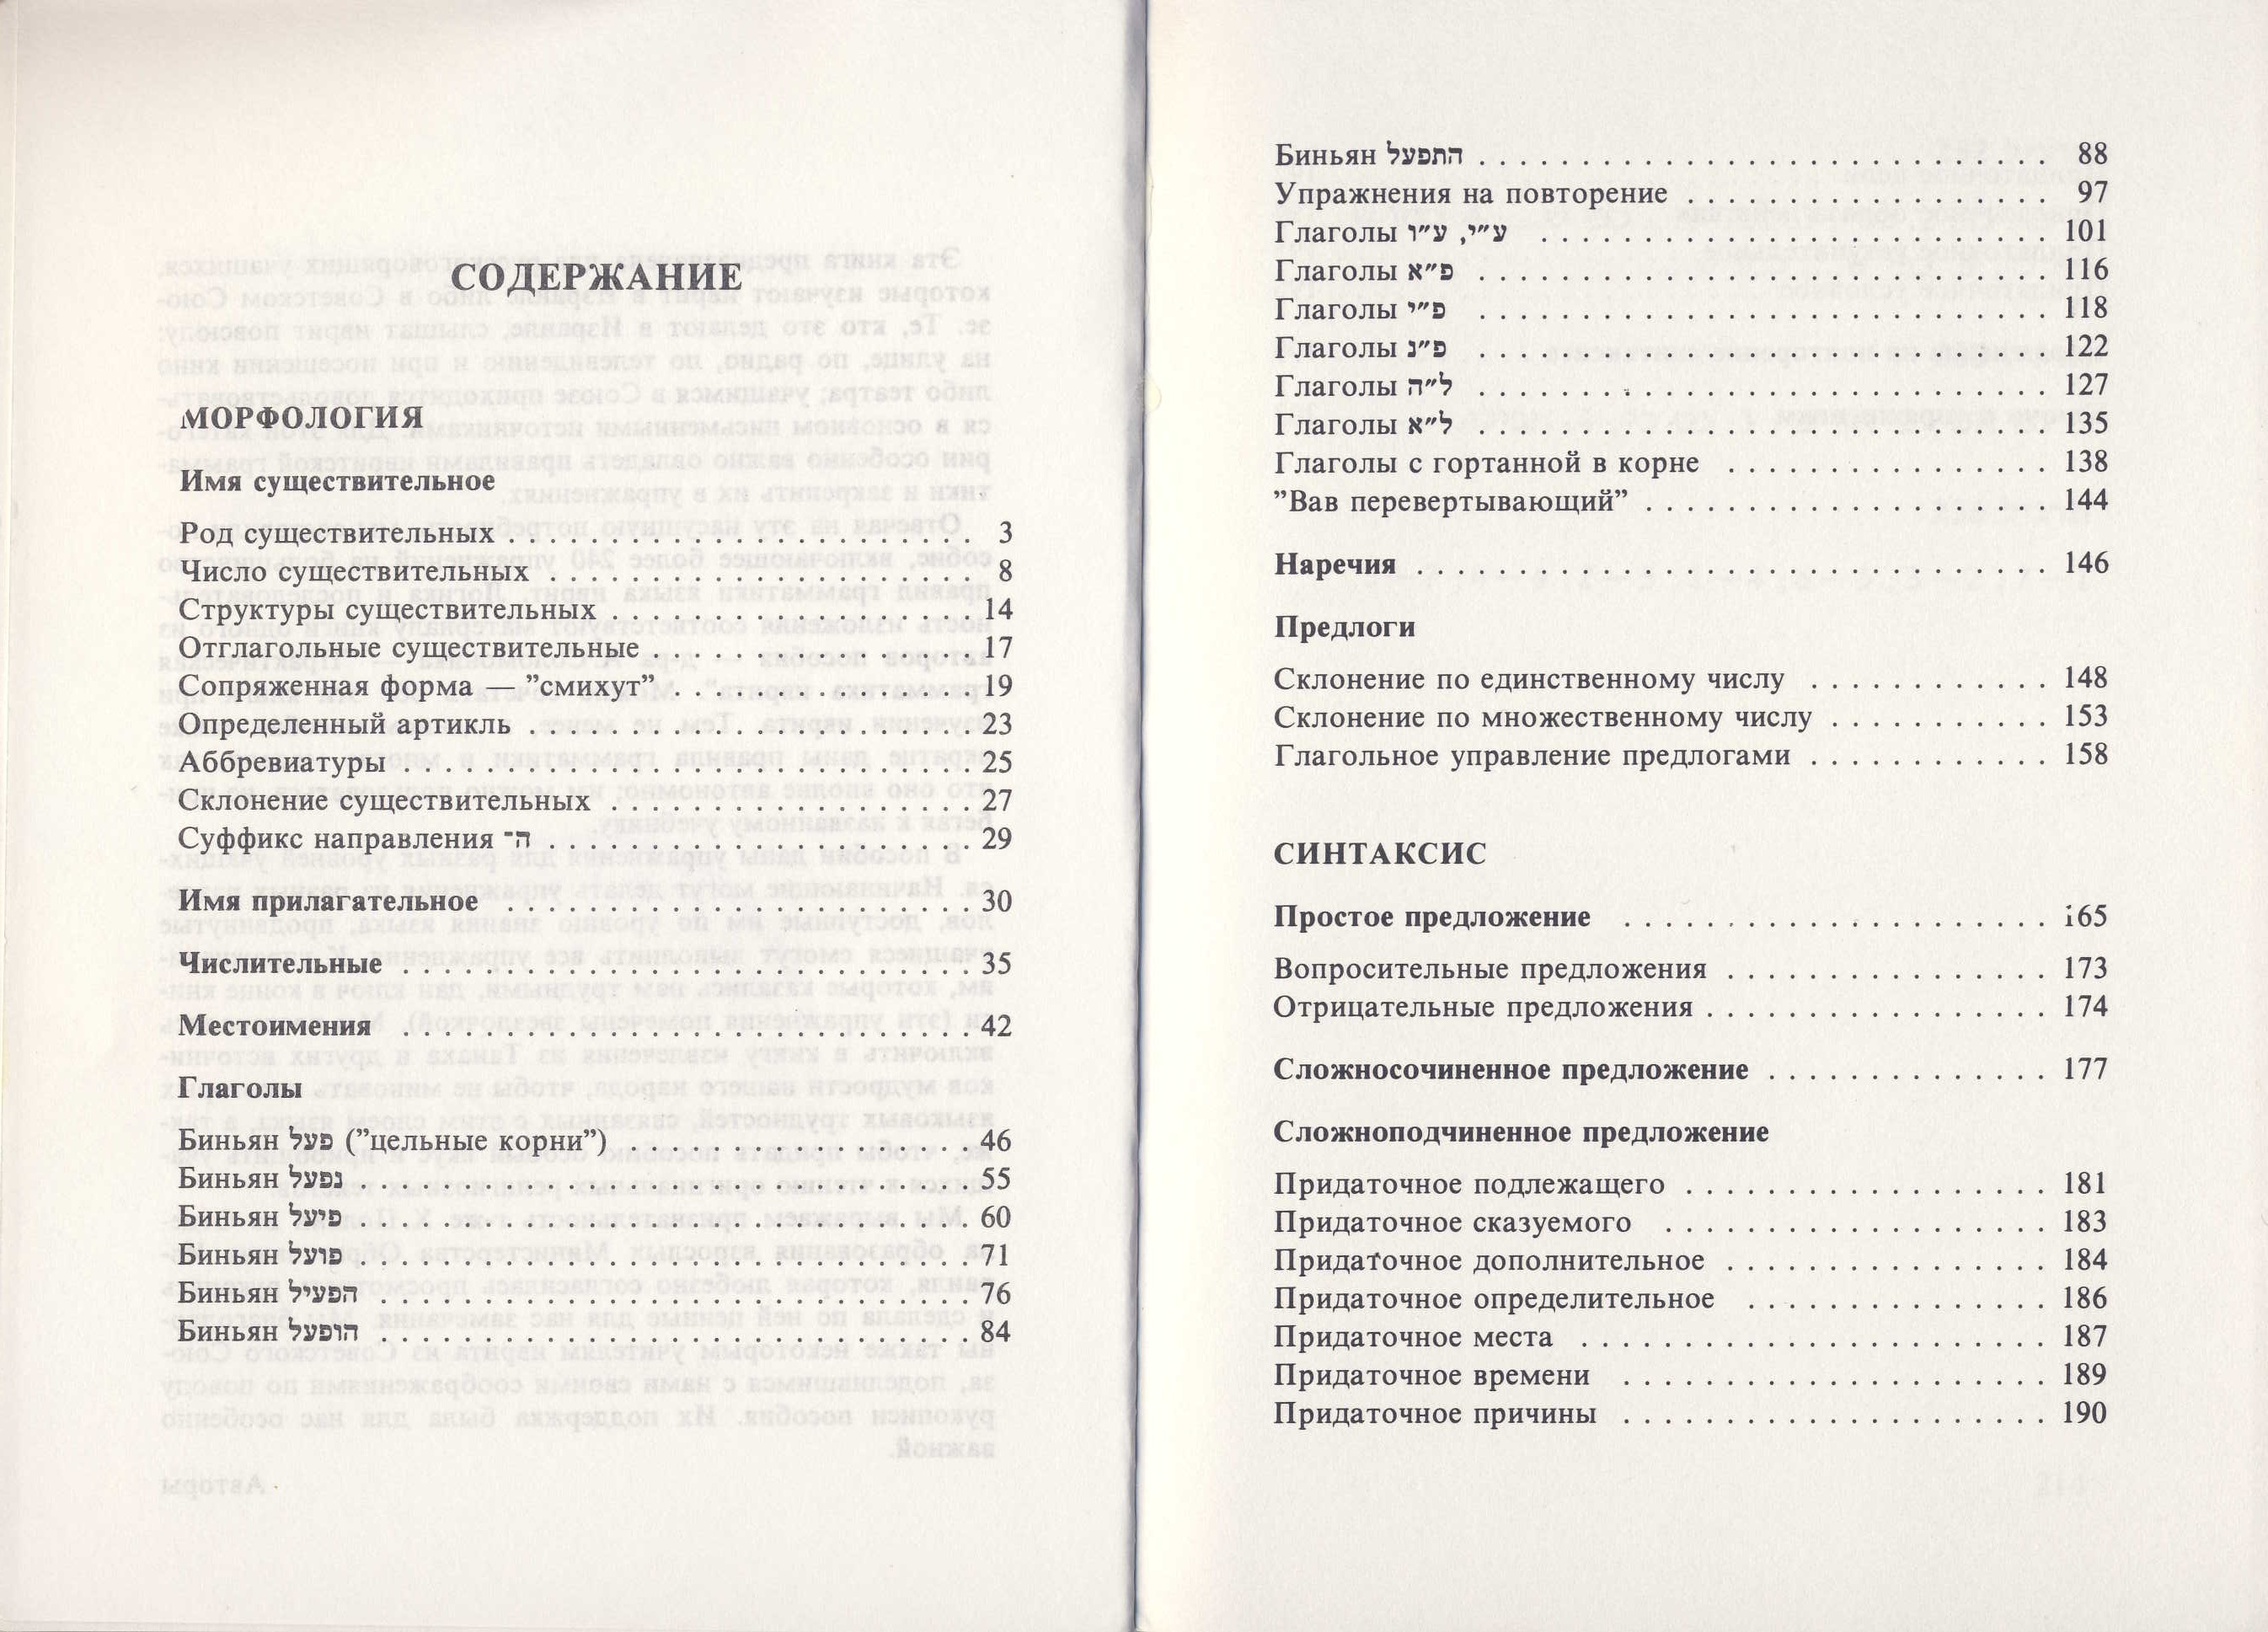 СОДЕРЖАНИЕ
МОРФОЛОГИЯ
Имя существительное
Род существительных . . . . . . . . . . . . . . . . . . . . . . . 3
Число существительных . . . . . . . . . . . . . . . . . . . . . 8
Структуры существительных . . . . . . . . . . . . . . . . . . 14
Отглагольные существительные . . . . . . . . . . . . . . . . 17
Сопряженная форма — ”смихут” . . . . . . . . . . . . . . . 19
Определенный артикль . . . . . . . . . . . . . . . . . . . . . . 23
Аббревиатуры . . . . . . . . . . . . . . . . . . . . . . . . . . . . 25
Склонение существительных . . . . . . . . . . . . . . . . . . 27
Суффикс направления ־ה . . . . . . . . . . . . . . . . . . . . . 29
Имя прилагательное . . . . . . . . . . . . . . . . . . . . . . . 30
Числительные . . . . . . . . . . . . . . . . . . . . . . . . . . . . 35
Местоимения . . . . . . . . . . . . . . . . . . . . . . . . . . . . 42
Глаголы
Биньян פעל (”цельные корни”) . . . . . . . . . . . . . . . . . 46
Биньян נפעל . . . . . . . . . . . . . . . . . . . . . . . . . . . . . . 55
Биньян פיעל . . . . . . . . . . . . . . . . . . . . . . . . . . . . . . 60
Биньян פועל . . . . . . . . . . . . . . . . . . . . . . . . . . . . . . 71
Биньян הפעיל . . . . . . . . . . . . . . . . . . . . . . . . . . . . . 76
Биньян הופעל . . . . . . . . . . . . . . . . . . . . . . . . . . . . . 84
Биньян התפעל . . . . . . . . . . . . . . . . . . . . . . . . . . . . 88
Упражнения на повторение . . . . . . . . . . . . . . . . . . 97
Глаголы ע״י, ע״ו . . . . . . . . . . . . . . . . . . . . . . . . . 101
Глаголы פ״א . . . . . . . . . . . . . . . . . . . . . . . . . . . . 116
Глаголы פ״י . . . . . . . . . . . . . . . . . . . . . . . . . . . . 118
Глаголы פ״נ . . . . . . . . . . . . . . . . . . . . . . . . . . . . 122
Глаголы ל״ה . . . . . . . . . . . . . . . . . . . . . . . . . . . . 127
Глаголы ל״א . . . . . . . . . . . . . . . . . . . . . . . . . . . . 135
Глаголы с гортанной в корне . . . . . . . . . . . . . . . . 138
”Вав перевертывающий” . . . . . . . . . . . . . . . . . . . . 144
Наречия . . . . . . . . . . . . . . . . . . . . . . . . . . . . . . . 146
Предлоги
Склонение по единственному числу . . . . . . . . . . . . 148
Склонение по множественному числу . . . . . . . . . . . 153
Глагольное управление предлогами . . . . . . . . . . . . 158
СИНТАКСИС
Простое предложение . . . . . . . . . . . . . . . . . . . . . 165
Вопросительные предложения . . . . . . . . . . . . . . . . 173
Отрицательные предложения . . . . . . . . . . . . . . . . . 174
Сложносочиненное предложение . . . . . . . . . . . . . . 177
Сложноподчиненное предложение
Придаточное подлежащего . . . . . . . . . . . . . . . . . . 181
Придаточное сказуемого . . . . . . . . . . . . . . . . . . . 183
Придаточное дополнительное . . . . . . . . . . . . . . . . 184
Придаточное определительное . . . . . . . . . . . . . . . 186
Придаточное места . . . . . . . . . . . . . . . . . . . . . . . 187
Придаточное времени . . . . . . . . . . . . . . . . . . . . . 189
Придаточное причины . . . . . . . . . . . . . . . . . . . . . 190